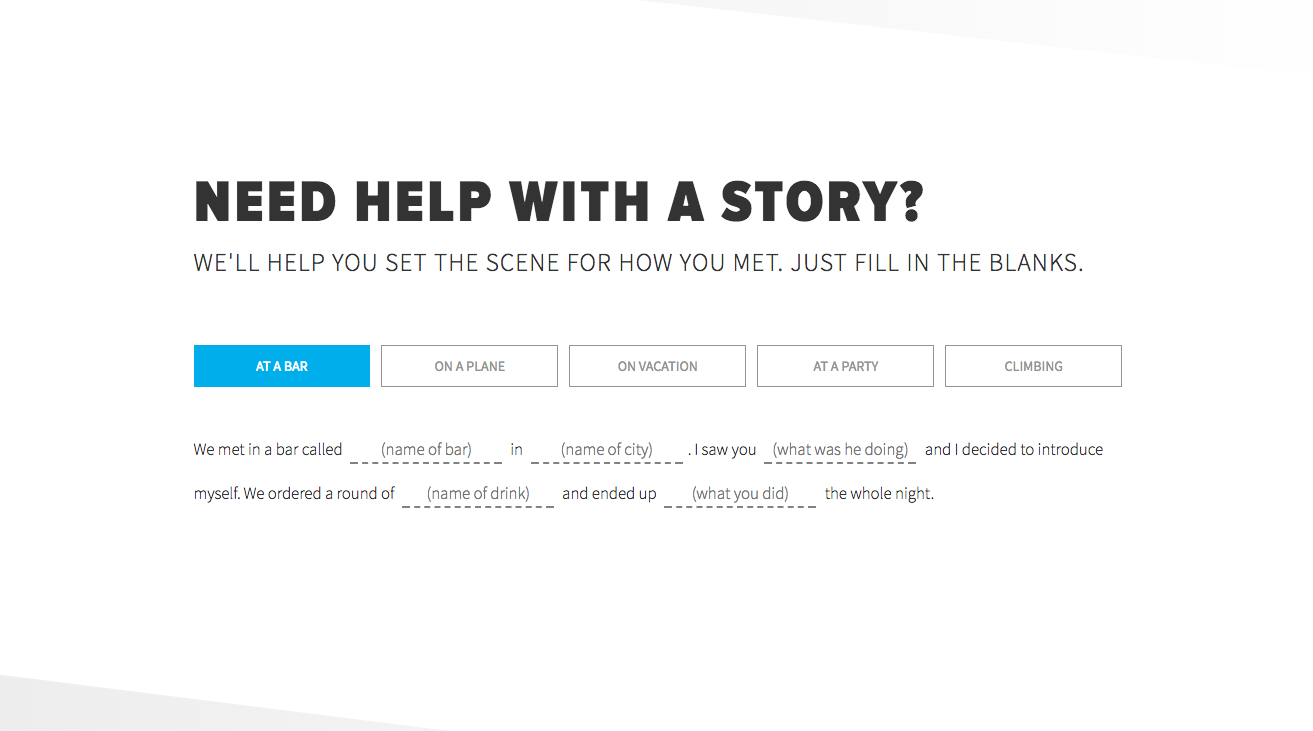 NEED HELP WITH A STORY?
WE'LL HELP YOU SET THE SCENE FOR HOW YOU MET. JUST FILL IN THE BLANKS.
AT A BAR ON A PLANE ON VACATION AT A PARTY CLIMBING
We met in a bar called (name of bar) in (name of city) . I saw you (what was he doing) and I decided to introduce
myself. We ordered a round of (name of drink) and ended up (what you did) the whole night.